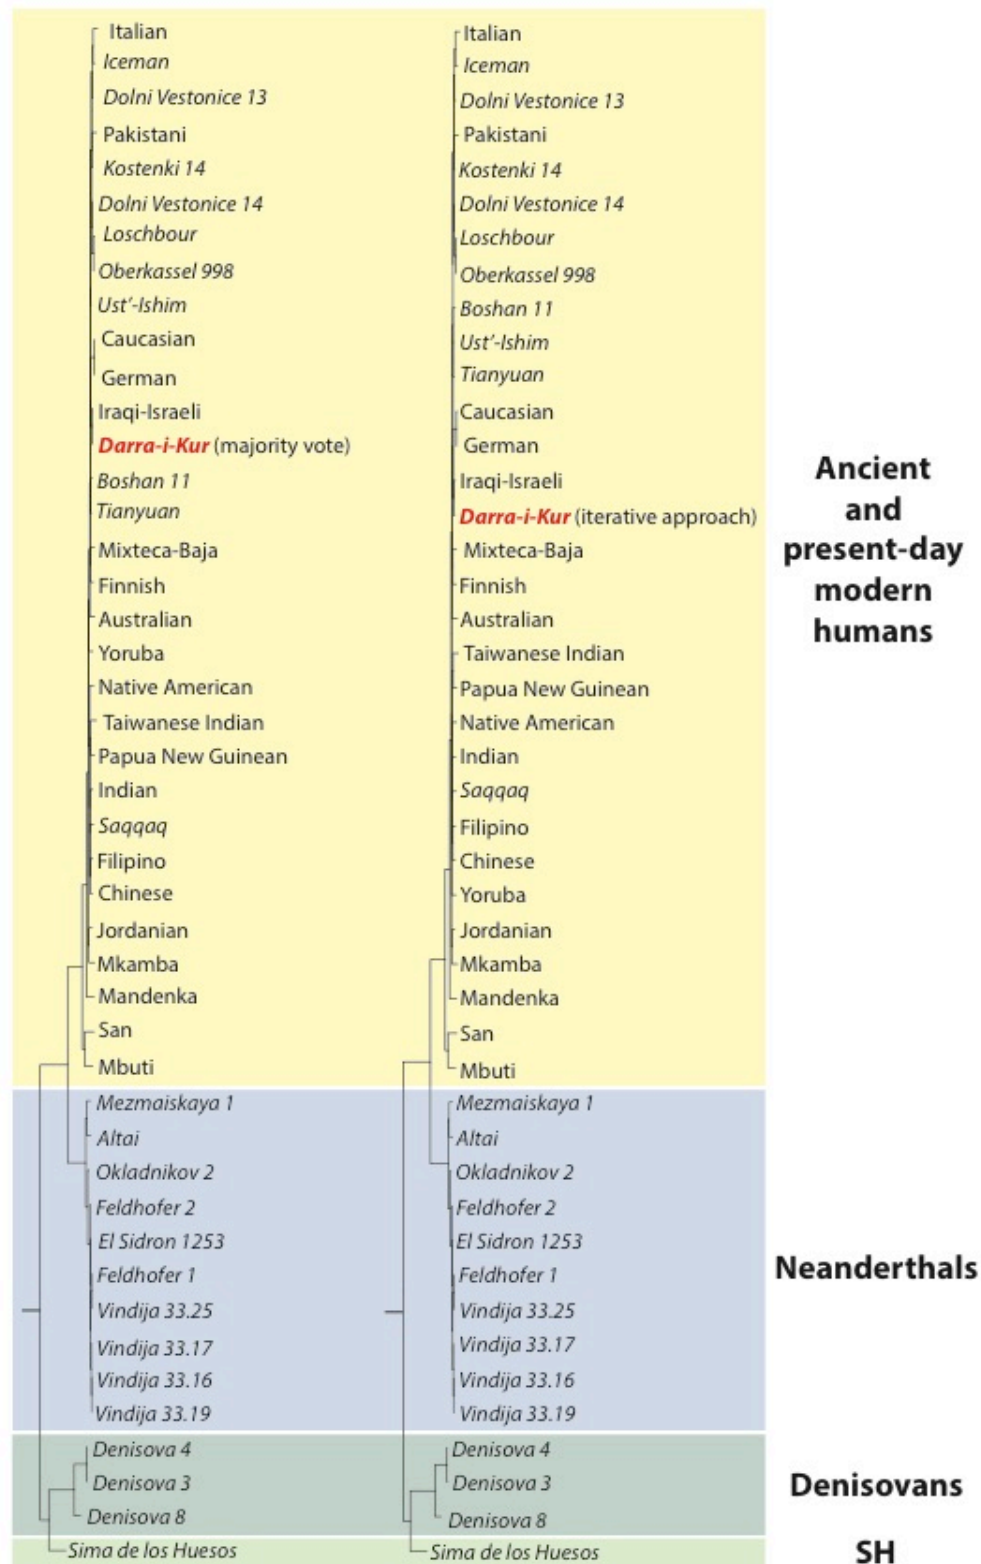 Italian
Iceman
Dolni Vestonice 13
Pakistani
Kostenki 14
Dolni Vestonice 14
Loschbour
Oberkassel 998
Ust'-Ishim
Caucasian
German
Iraqi-Israeli
Darra-i-Kur (majority vote)
Boshan 11
Tianyuan
Mixteca-Baja
Finnish
Australian
Yoruba
Native American
Taiwanese Indian
Papua New Guinean
Indian
Saqqaq
Filipino
Chinese
Jordanian
Mkamba
Mandenka
San
Mbuti
Mezmaiskaya 1
Altai
Okladnikov 2
Feldhofer 2
El Sidron 1253
Feldhofer 1
Vindija 33.25
Vindija 33.17
Vindija 33.16
Vindija 33.19
Denisova 4
Denisova 3
Denisova 8
Sima de los Huesos
Italian
Iceman
Dolni Vestonice 13
Pakistani
Kostenki 14
Dolni Vestonice 14
Loschbour
Oberkassel 998
Boshan 11
Ust'-Ishim
Tianyuan
Caucasian
German
Iraqi-Israeli
Darra-i-Kur (iterative approach)
Mixteca-Baja
Finnish
Australian
Taiwanese Indian
Papua New Guinean
Native American
Indian
Saqqaq
Filipino
Chinese
Yoruba
Jordanian
Mkamba
Mandenka
San
Mbuti
Mezmaiskaya 1
Altai
Okladnikov 2
Feldhofer 2
El Sidron 1253
Feldhofer 1
Vindija 33.25
Vindija 33.17
Vindija 33.16
Vindija 33.19
Denisova 4
Denisova 3
Denisova 8
Sima de los Huesos
Ancient
and
present-day
modern
humans
Neanderthals
Denisovans
SH